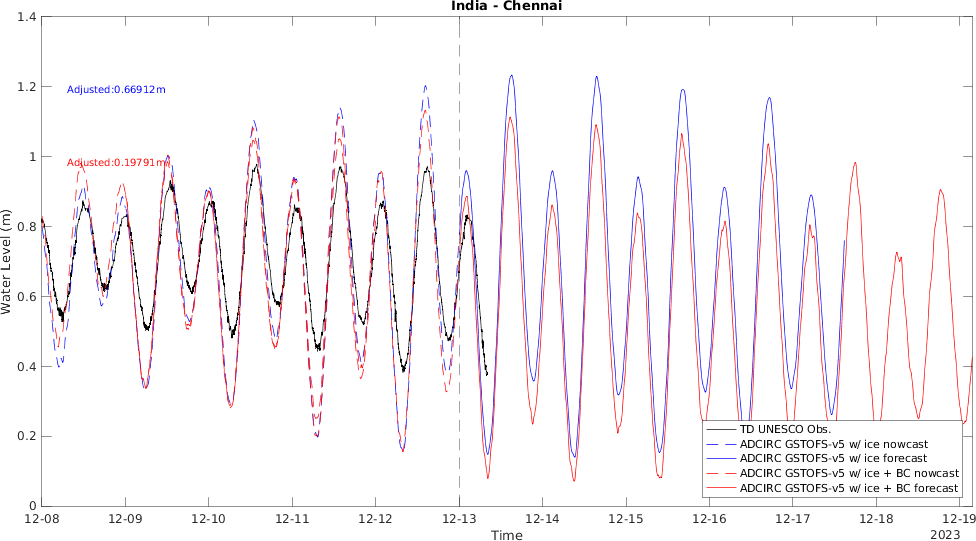 India - Chennai
1.4
1.2
1
0.8
0.6
0.4
0.2
0
Water Level (m)
Adjusted:0.66912m
Adjusted:0.19791m
TD UNESCO Obs.
ADCIRC GSTOFS-v5 w/ ice nowcast
ADCIRC GSTOFS-v5 w/ ice forecast
ADCIRC GSTOFS-v5 w/ ice + BC nowcast
ADCIRC GSTOFS-v5 w/ ice + BC forecast
12-08 12-09 12-10 12-11 12-12 12-13 12-14 12-15 12-16 12-17 12-18 12-19
Time
2023